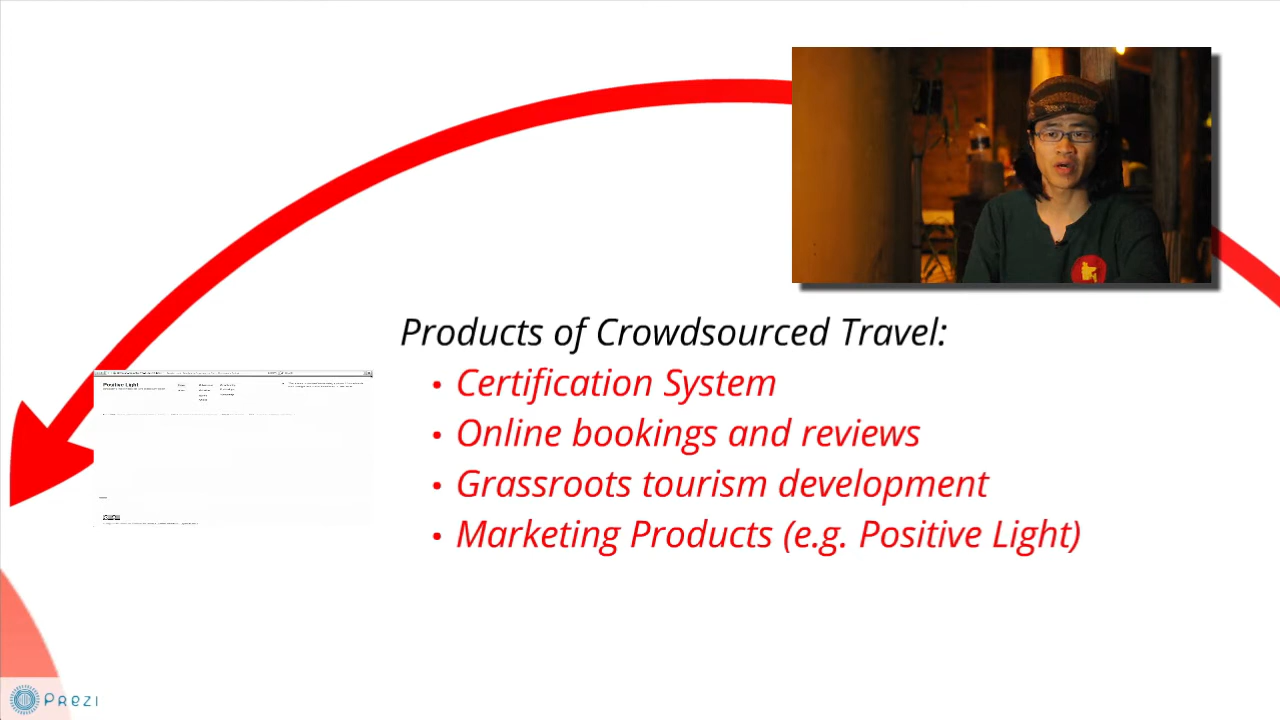 Products of Crowdsourced Travel:
• Certification System
• Online bookings and reviews
• Grassroots tourism development
• Marketing Products (e.g. Positive Light)
Positive Light
PREZI